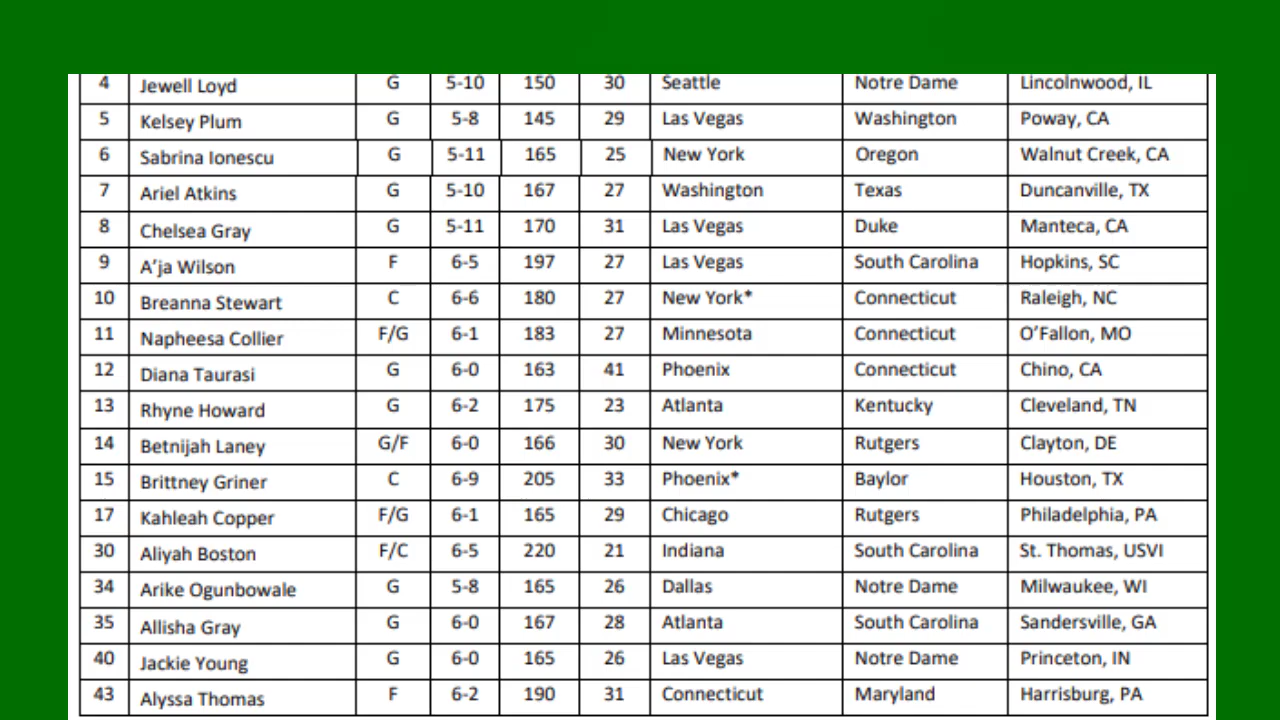 4 Jewell Loyd G 5-10 150 30 Seattle Notre Dame Lincolnwood, IL
5 Kelsey Plum G 5-8 145 29 Las Vegas Washington Poway, CA
6 Sabrina Ionescu G 5-11 165 25 New York Oregon Walnut Creek, CA
7 Ariel Atkins G 5-10 167 27 Washington Texas Duncanville, TX
8 Chelsea Gray G 5-11 170 31 Las Vegas Duke Manteca, CA
9 A’ja Wilson F 6-5 197 27 Las Vegas South Carolina Hopkins, SC
10 Breanna Stewart C 6-6 180 27 New York* Connecticut Raleigh, NC
11 Napheesa Collier F/G 6-1 183 27 Minnesota Connecticut O’Fallon, MO
12 Diana Taurasi G 6-0 163 41 Phoenix Connecticut Chino, CA
13 Rhyne Howard G 6-2 175 23 Atlanta Kentucky Cleveland, TN
14 Betnijah Laney G/F 6-0 166 30 New York Rutgers Clayton, DE
15 Brittney Griner C 6-9 205 33 Phoenix* Baylor Houston, TX
17 Kahleah Copper F/G 6-1 165 29 Chicago Rutgers Philadelphia, PA
30 Aliyah Boston F/C 6-5 220 21 Indiana South Carolina St. Thomas, USVI
34 Arike Ogunbowale G 5-8 165 26 Dallas Notre Dame Milwaukee, WI
35 Allisha Gray G 6-0 167 28 Atlanta South Carolina Sandersville, GA
40 Jackie Young G 6-0 165 26 Las Vegas Notre Dame Princeton, IN
43 Alyssa Thomas F 6-2 190 31 Connecticut Maryland Harrisburg, PA